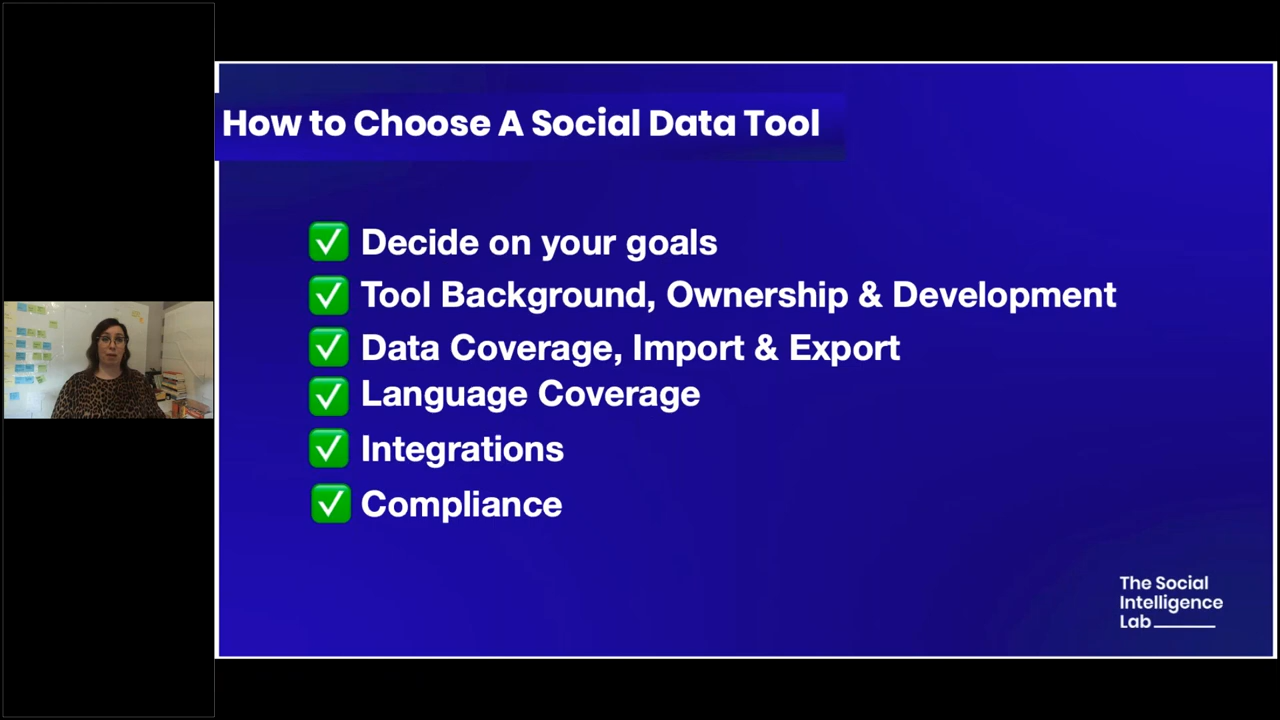 How to Choose A Social Data Tool
Decide on your goals
Tool Background, Ownership & Development
Data Coverage, Import & Export
Language Coverage
Integrations
Compliance
The Social
Intelligence
Lab